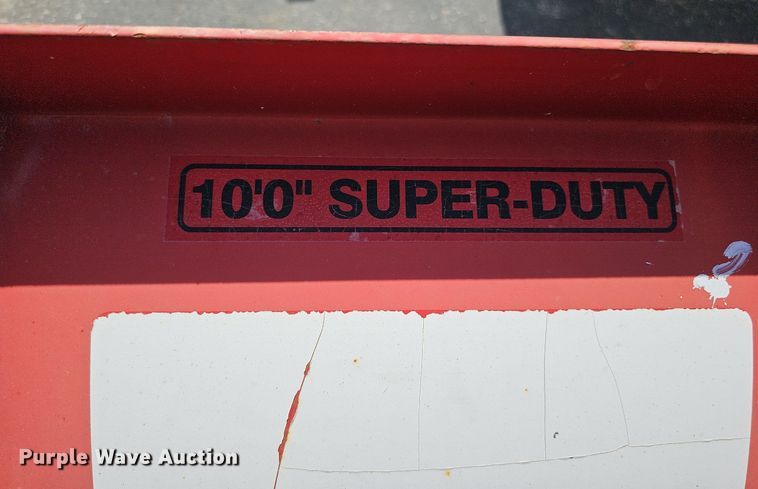 10'0" SUPER-DUTY
Purple Wave Auction